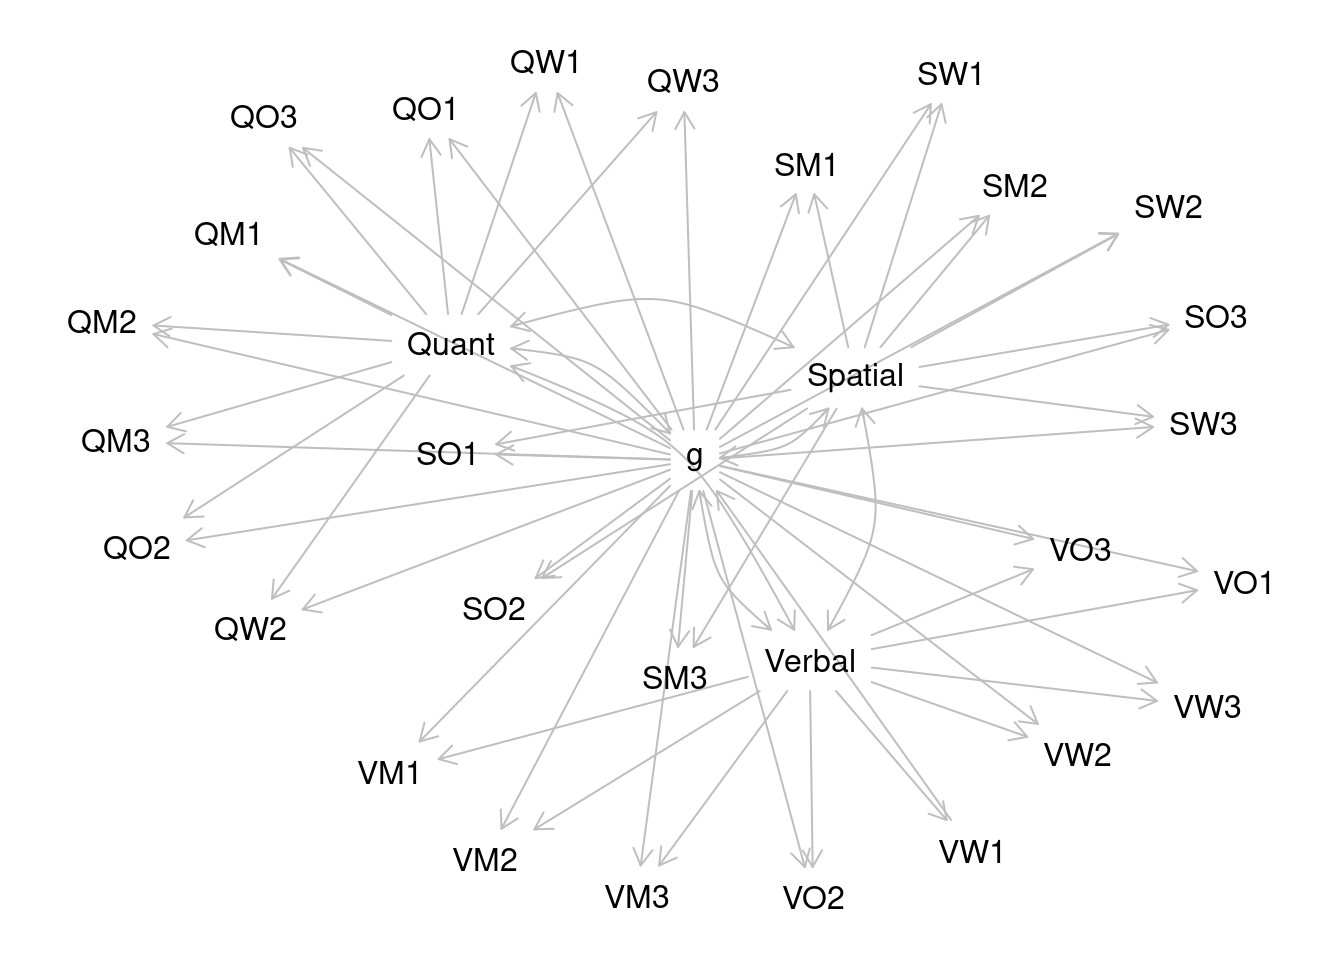 QW1
SW1
QW3
QO1
QO3
SM1
SM2
SW2
QM1
SO3
QM2
Quant
Spatial
SW3
QM3
SO1
g
QO2
VO3
VO1
SO2
QW2
Verbal
SM3
VW3
VW2
VM1
VW1
VM2
VM3
VO2